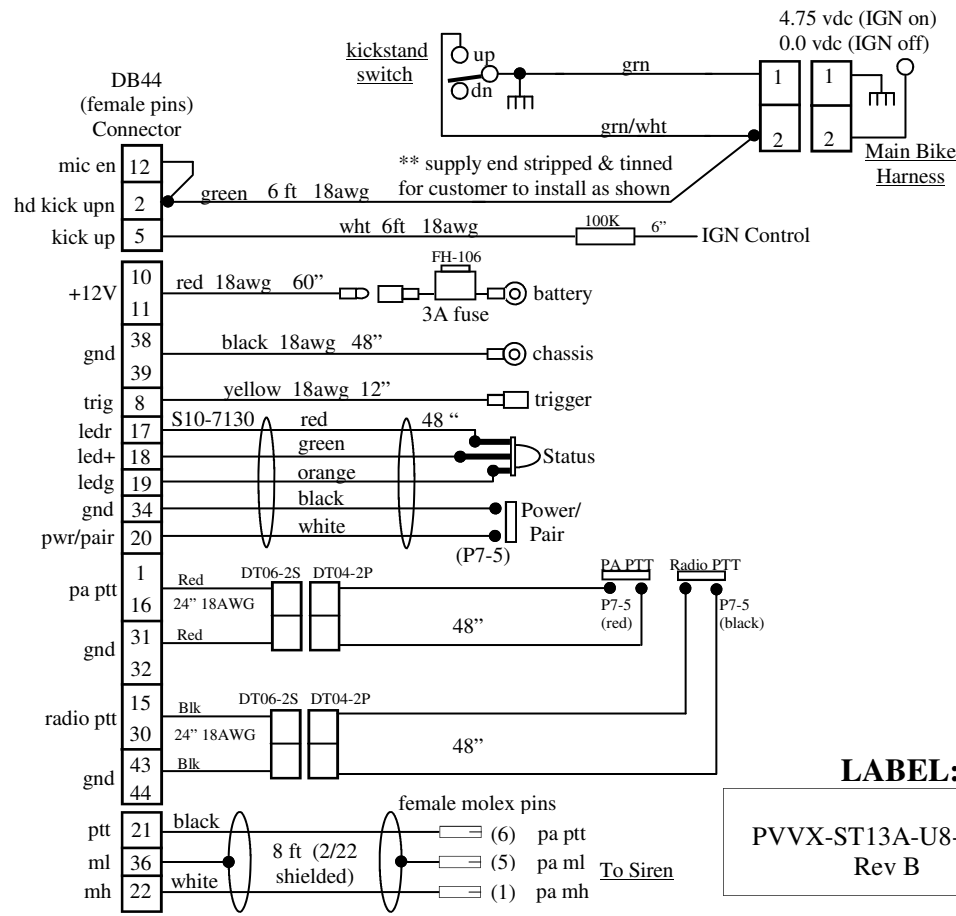 4.75 vdc (IGN on)
0.0 vdc (IGN off)
kickstand
switch
up
dn
grn
1
1
grn/wht
2
2
Main Bike
Harness
DB44
(female pins)
Connector
** supply end stripped & tinned
for customer to install as shown
mic en 12
hd kick upn 2 green 6 ft 18awg
kick up 5 wht 6ft 18awg 100K 6” IGN Control
+12V 10 11 red 18awg 60” FH-106 3A fuse battery
gnd 38 39 black 18awg 48” chassis
trig 8 yellow 18awg 12” trigger
ledr 17 S10-7130 red 48 “
led+ 18 green Status
ledg 19 orange
gnd 34 black Power/
pwr/pair 20 white Pair
(P7-5)
PA PTT Radio PTT
pa ptt 1 16 Red DT06-2S DT04-2P
24” 18AWG
P7-5
(red)
P7-5
(black)
gnd 31 32 Red 48”
radio ptt 15 30 Blk DT06-2S DT04-2P
24” 18AWG
gnd 43 44 Blk 48”
LABEL:
PVVX-ST13A-U8-
Rev B
female molex pins
ptt 21 black (6) pa ptt
ml 36 8 ft (2/22 shielded) (5) pa ml To Siren
mh 22 white (1) pa mh